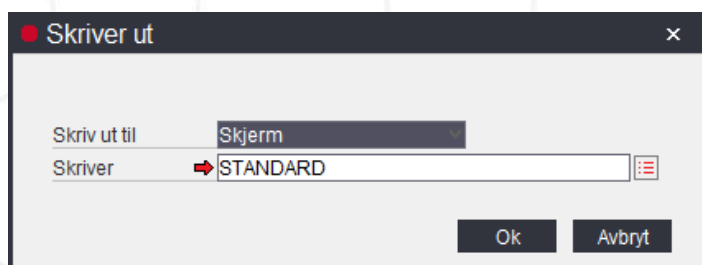 Skriver ut
Skriv ut til Skjerm
Skriver STANDARD
Ok Avbryt